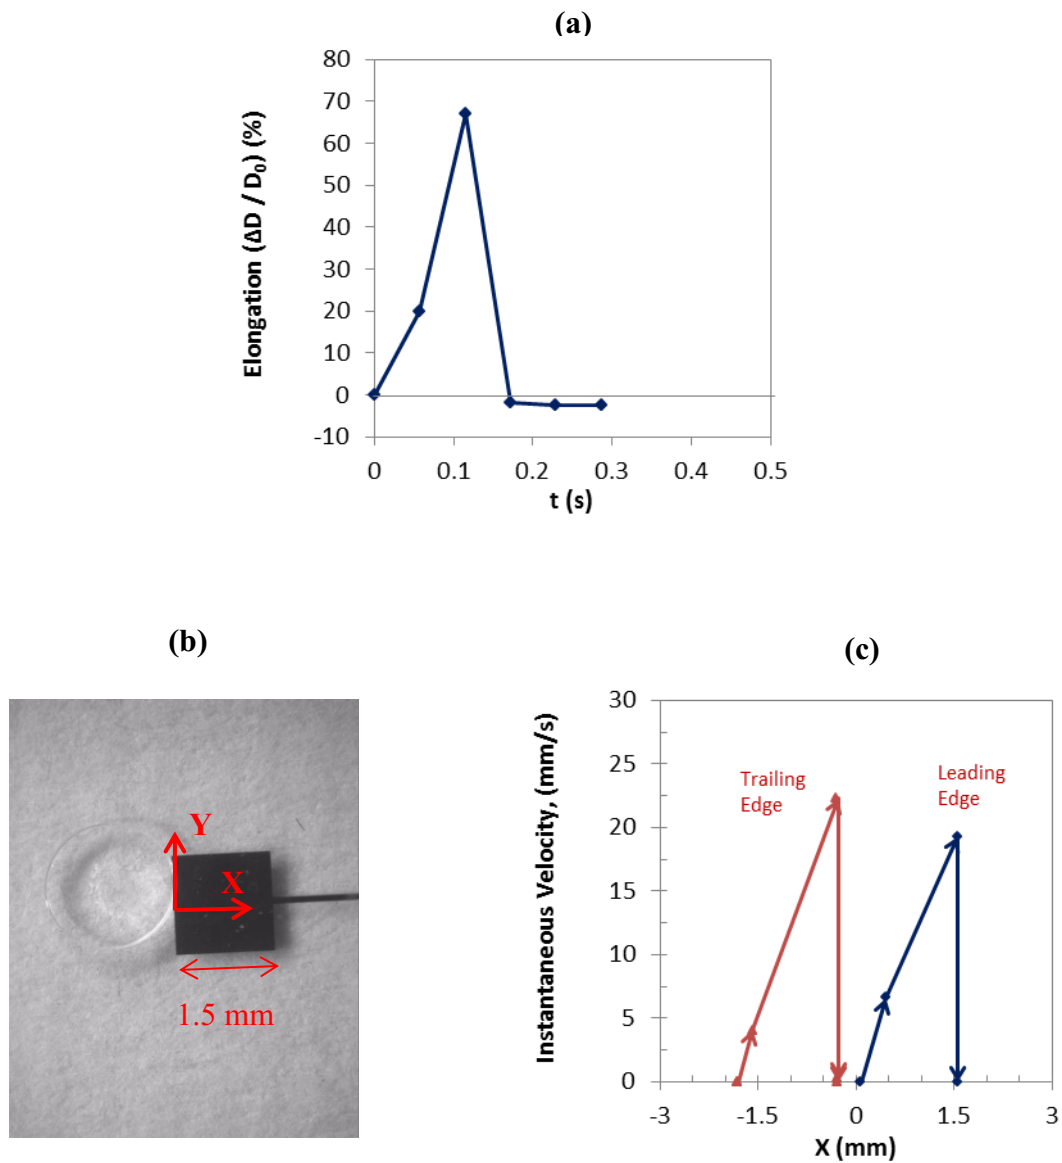 (a)
Elongation (ΔD / D₀) (%)
80
70
60
50
40
30
20
10
0
-10
0 0.1 0.2 0.3 0.4 0.5
t (s)
(b)
Y
X
1.5 mm
(c)
Instantaneous Velocity, (mm/s)
30
25
20
15
10
5
0
Trailing
Edge
Leading
Edge
-3 -1.5 0 1.5 3
X (mm)